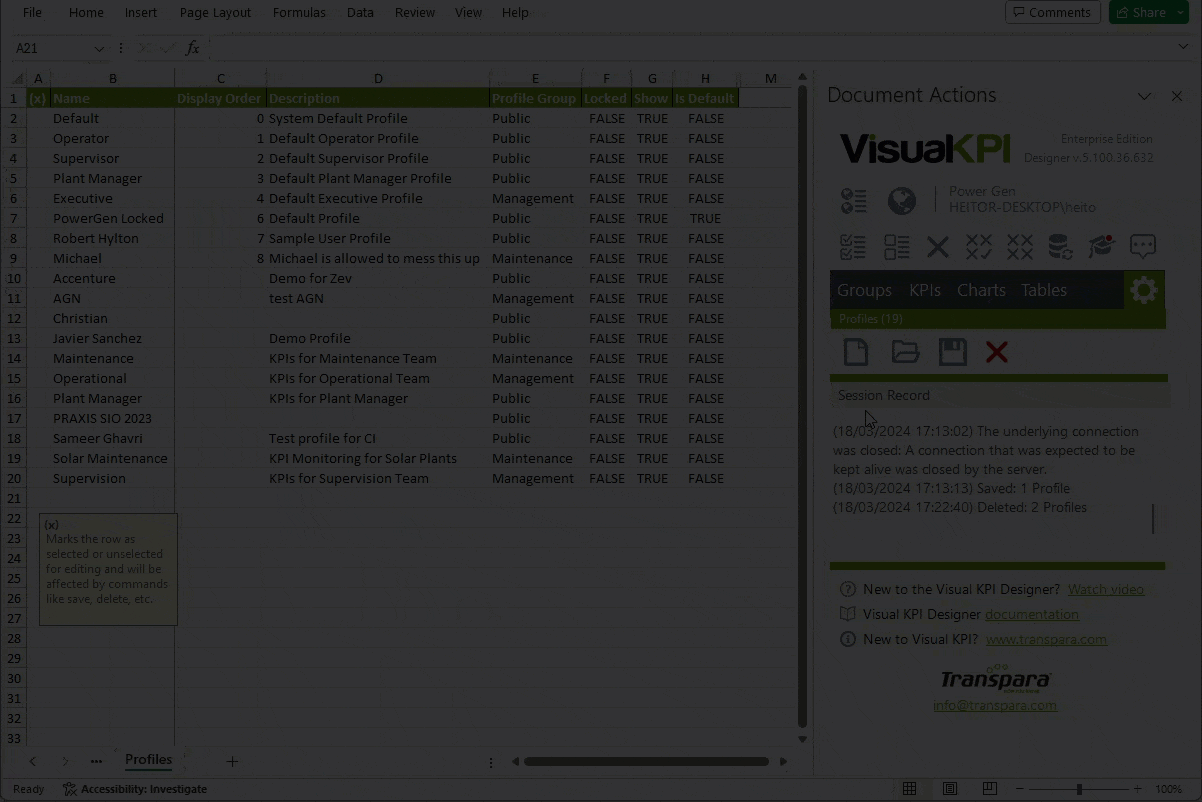 File Home Insert Page Layout Formulas Data Review View Help Comments Share
A21 fx
A B C D E F G H M
1 (x) Name Display Order Description Profile Group Locked Show Is Default
2 Default 0 System Default Profile Public FALSE TRUE FALSE
3 Operator 1 Default Operator Profile Public FALSE TRUE FALSE
4 Supervisor 2 Default Supervisor Profile Public FALSE TRUE FALSE
5 Plant Manager 3 Default Plant Manager Profile Public FALSE TRUE FALSE
6 Executive 4 Default Executive Profile Management FALSE TRUE FALSE
7 PowerGen Locked 6 Default Profile Public FALSE TRUE TRUE
8 Robert Hylton 7 Sample User Profile Public FALSE TRUE FALSE
9 Michael 8 Michael is allowed to mess this up Maintenance FALSE TRUE FALSE
10 Accenture Demo for Zev Public FALSE TRUE FALSE
11 AGN test AGN Management FALSE TRUE FALSE
12 Christian Public FALSE TRUE FALSE
13 Javier Sanchez Demo Profile Public FALSE TRUE FALSE
14 Maintenance KPIs for Maintenance Team Maintenance FALSE TRUE FALSE
15 Operational KPIs for Operational Team Management FALSE TRUE FALSE
16 Plant Manager KPIs for Plant Manager Public FALSE TRUE FALSE
17 PRAXIS SIO 2023 Public FALSE TRUE FALSE
18 Sameer Ghavri Test profile for CI Public FALSE TRUE FALSE
19 Solar Maintenance KPI Monitoring for Solar Plants Maintenance FALSE TRUE FALSE
20 Supervision KPIs for Supervision Team Management FALSE TRUE FALSE
21
22
23
24
25
26
27
28
29
30
31
32
33
(x)
Marks the row as
selected or unselected
for editing and will be
affected by commands
like save, delete, etc.
Profiles
Ready Accessibility: Investigate 100%
Document Actions
VisualKPI
Enterprise Edition
Designer v.5.100.36.632
Power Gen
HEITOR-DESKTOP\heito
Groups KPIs Charts Tables
Profiles (19)
Session Record
(18/03/2024 17:13:02) The underlying connection
was closed: A connection that was expected to be
kept alive was closed by the server.
(18/03/2024 17:13:13) Saved: 1 Profile
(18/03/2024 17:22:40) Deleted: 2 Profiles
New to the Visual KPI Designer? Watch video
Visual KPI Designer documentation
New to Visual KPI? www.transpara.com
Transpara
info@transpara.com